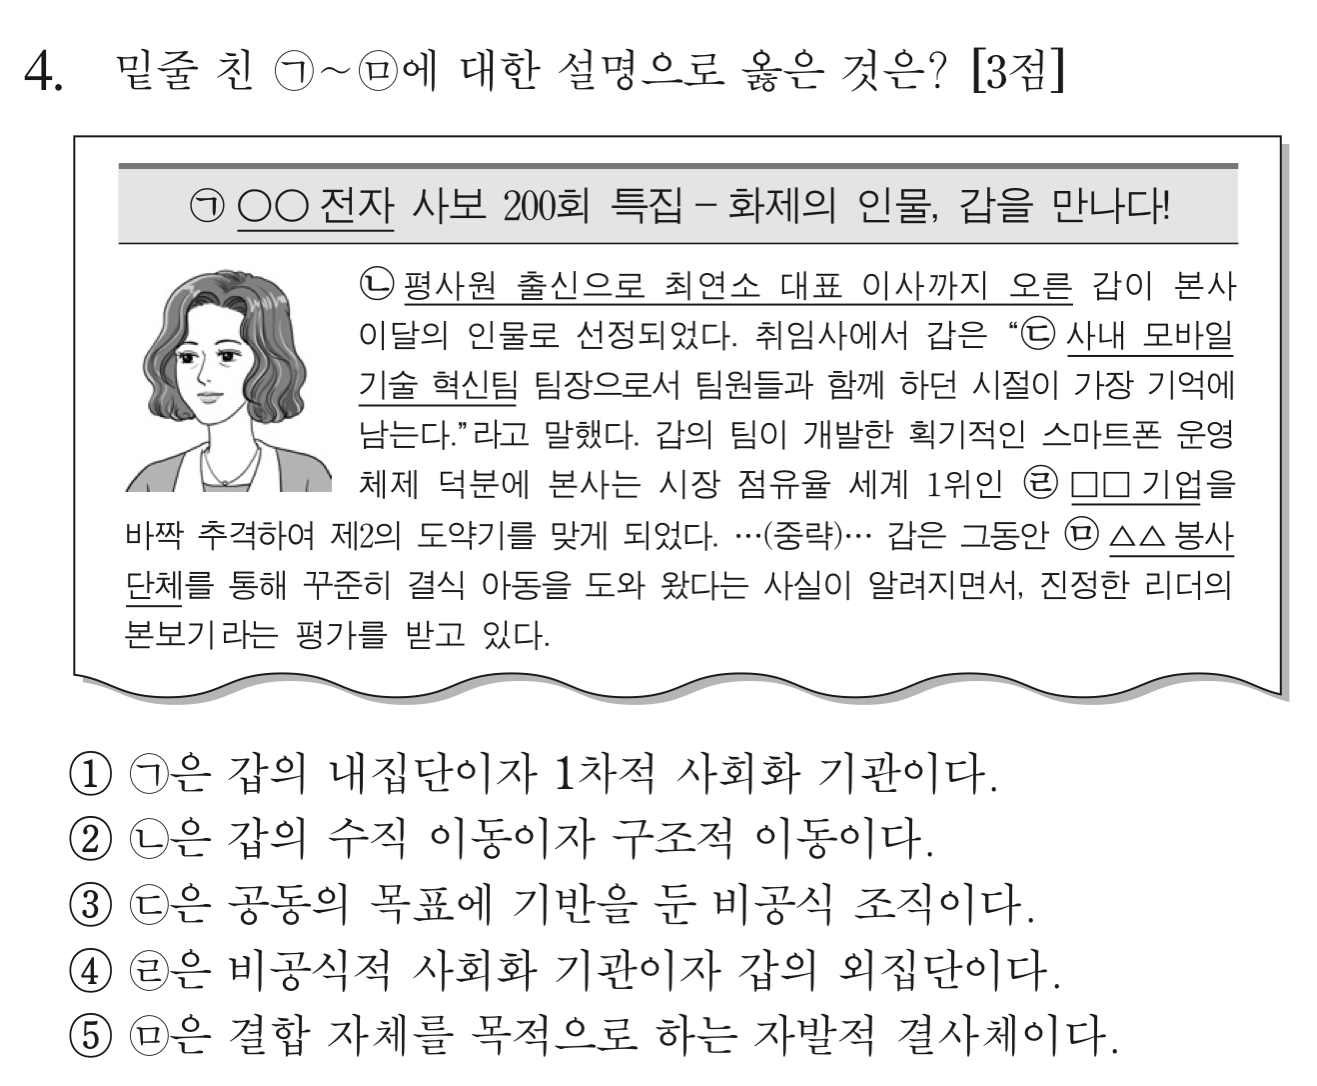 4. 밑줄 친 ㉠~㉤에 대한 설명으로 옳은 것은? [3점]
㉠ ○○ 전자 사보 200회 특집 - 화제의 인물, 갑을 만나다!
㉡ 평사원 출신으로 최연소 대표 이사까지 오른 갑이 본사
이달의 인물로 선정되었다. 취임사에서 갑은 “㉢ 사내 모바일
기술 혁신팀 팀장으로서 팀원들과 함께 하던 시절이 가장 기억에
남는다.”라고 말했다. 갑의 팀이 개발한 획기적인 스마트폰 운영
체제 덕분에 본사는 시장 점유율 세계 1위인 ㉣ □□ 기업을
바짝 추격하여 제2의 도약기를 맞게 되었다. …(중략)… 갑은 그동안 ㉤ △△ 봉사
단체를 통해 꾸준히 결식 아동을 도와 왔다는 사실이 알려지면서, 진정한 리더의
본보기라는 평가를 받고 있다.
① ㉠은 갑의 내집단이자 1차적 사회화 기관이다.
② ㉡은 갑의 수직 이동이자 구조적 이동이다.
③ ㉢은 공동의 목표에 기반을 둔 비공식 조직이다.
④ ㉣은 비공식적 사회화 기관이자 갑의 외집단이다.
⑤ ㉤은 결합 자체를 목적으로 하는 자발적 결사체이다.